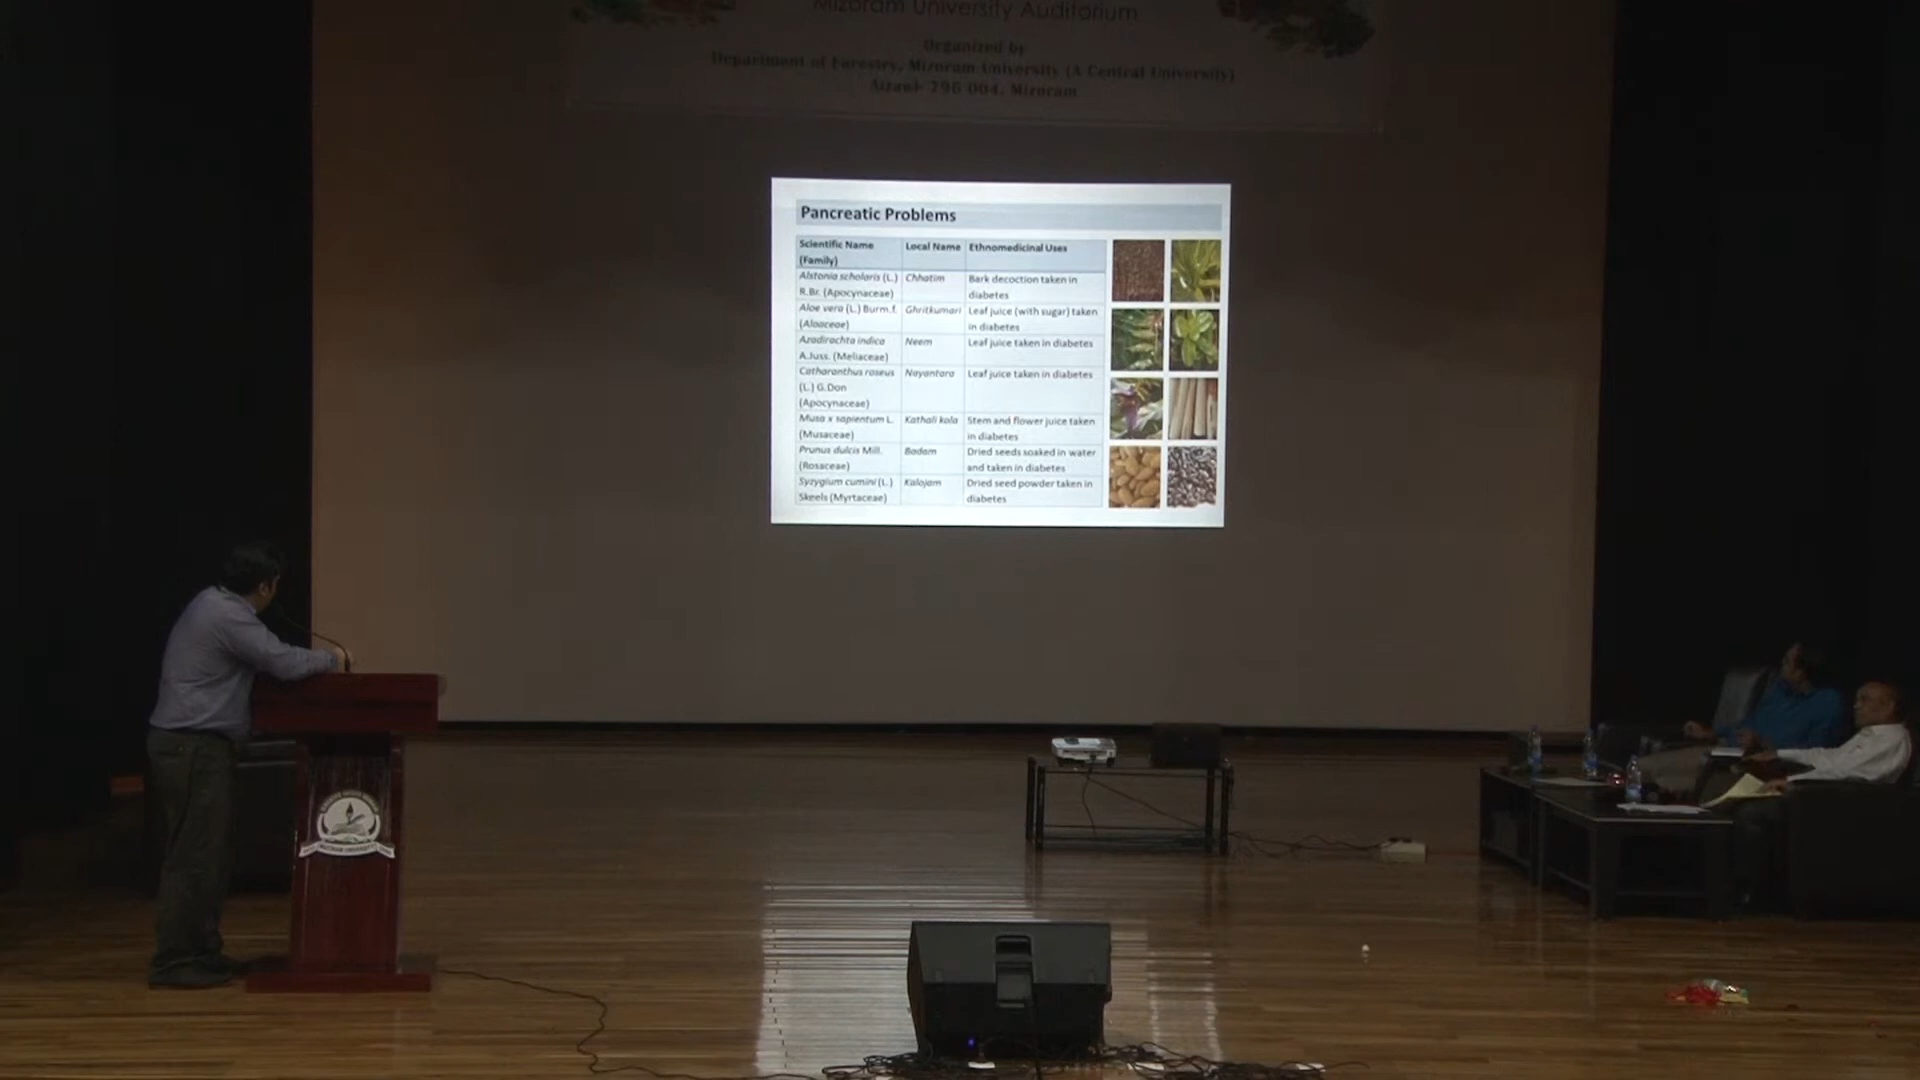 Mizoram University Auditorium
Organized by
Department of Forestry, Mizoram University (A Central University)
Aizawl- 796 004, Mizoram
Pancreatic Problems
Scientific Name
(Family)
Local Name
Ethnomedicinal Uses
Alstonia scholaris (L.)
R.Br. (Apocynaceae)
Chhatim
Bark decoction taken in
diabetes
Aloe vera (L.) Burm.f.
(Aloaceae)
Ghritkumari
Leaf juice (with sugar) taken
in diabetes
Azadirachta indica
A.Juss. (Meliaceae)
Neem
Leaf juice taken in diabetes
Catharanthus roseus
(L.) G.Don
(Apocynaceae)
Nayantara
Leaf juice taken in diabetes
Musa x sapientum L.
(Musaceae)
Kathali kola
Stem and flower juice taken
in diabetes
Prunus dulcis Mill.
(Rosaceae)
Badam
Dried seeds soaked in water
and taken in diabetes
Syzygium cumini (L.)
Skeels (Myrtaceae)
Kalojam
Dried seed powder taken in
diabetes
MIZORAM UNIVERSITY